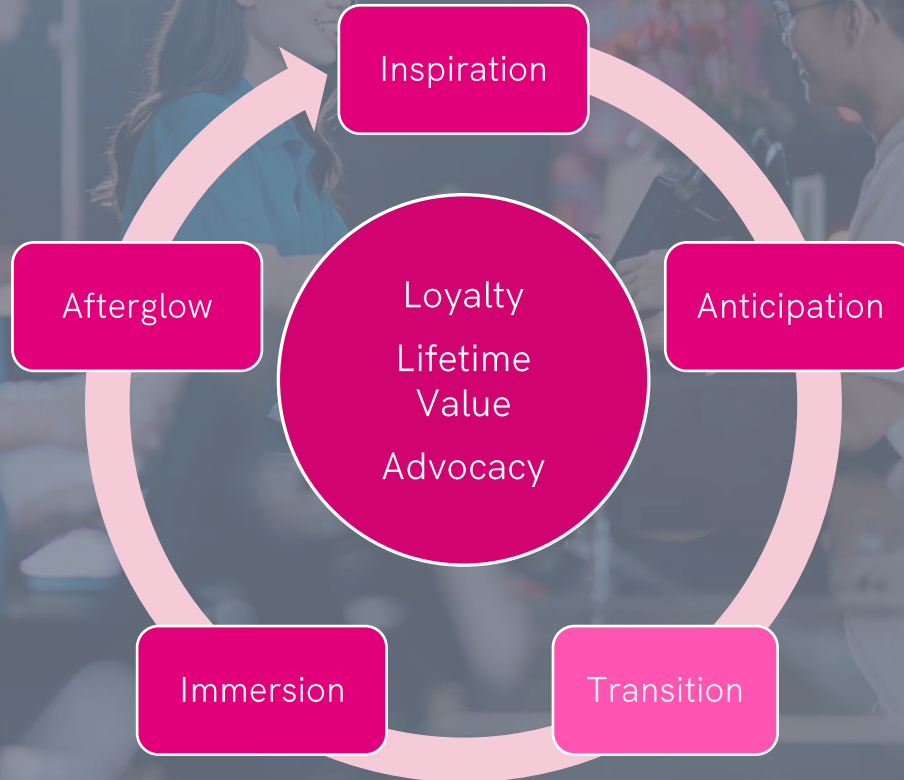 Inspiration
Anticipation
Transition
Immersion
Afterglow
Loyalty
Lifetime
Value
Advocacy